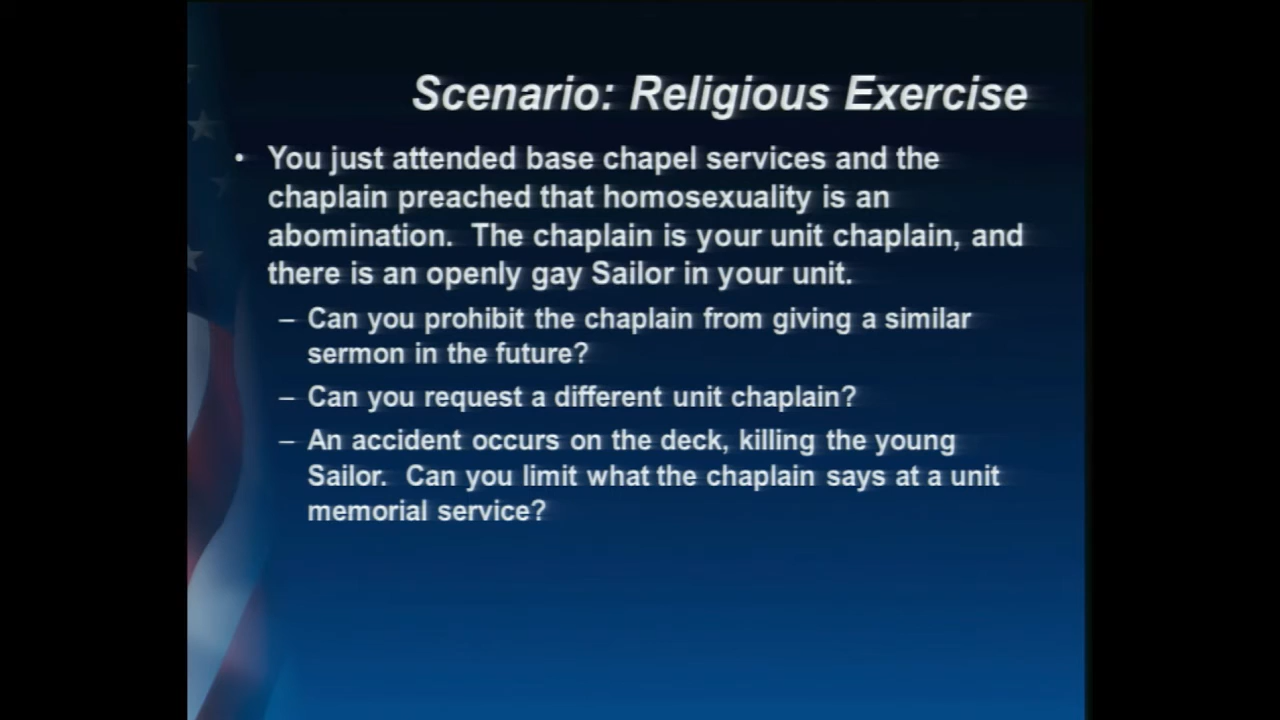 Scenario: Religious Exercise
• You just attended base chapel services and the
chaplain preached that homosexuality is an
abomination.  The chaplain is your unit chaplain, and
there is an openly gay Sailor in your unit.
– Can you prohibit the chaplain from giving a similar
sermon in the future?
– Can you request a different unit chaplain?
– An accident occurs on the deck, killing the young
Sailor.  Can you limit what the chaplain says at a unit
memorial service?